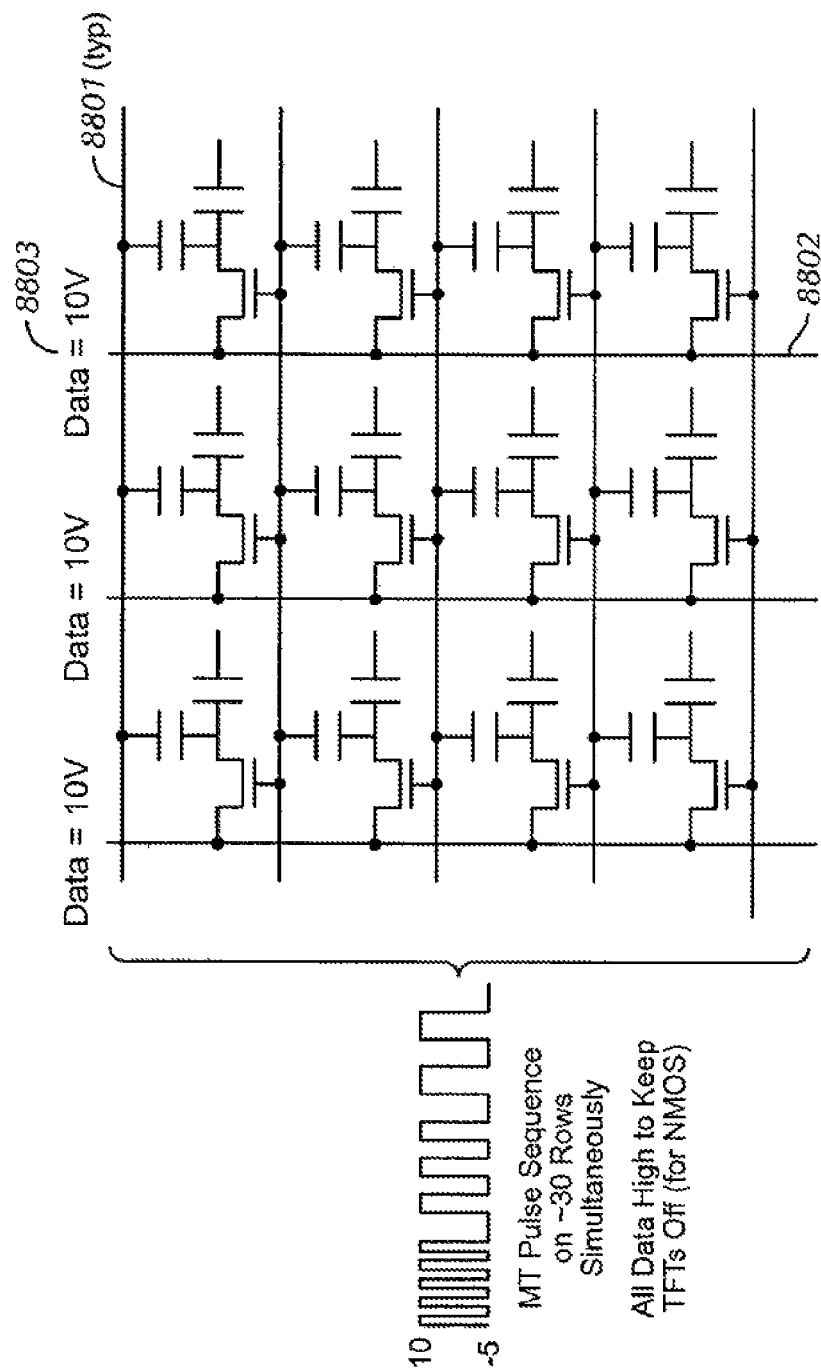 8803
8801 (typ)
Data = 10V
Data = 10V
Data = 10V
8802
10
-5
MT Pulse Sequence
on ~30 Rows
Simultaneously
All Data High to Keep
TFTs Off (for NMOS)